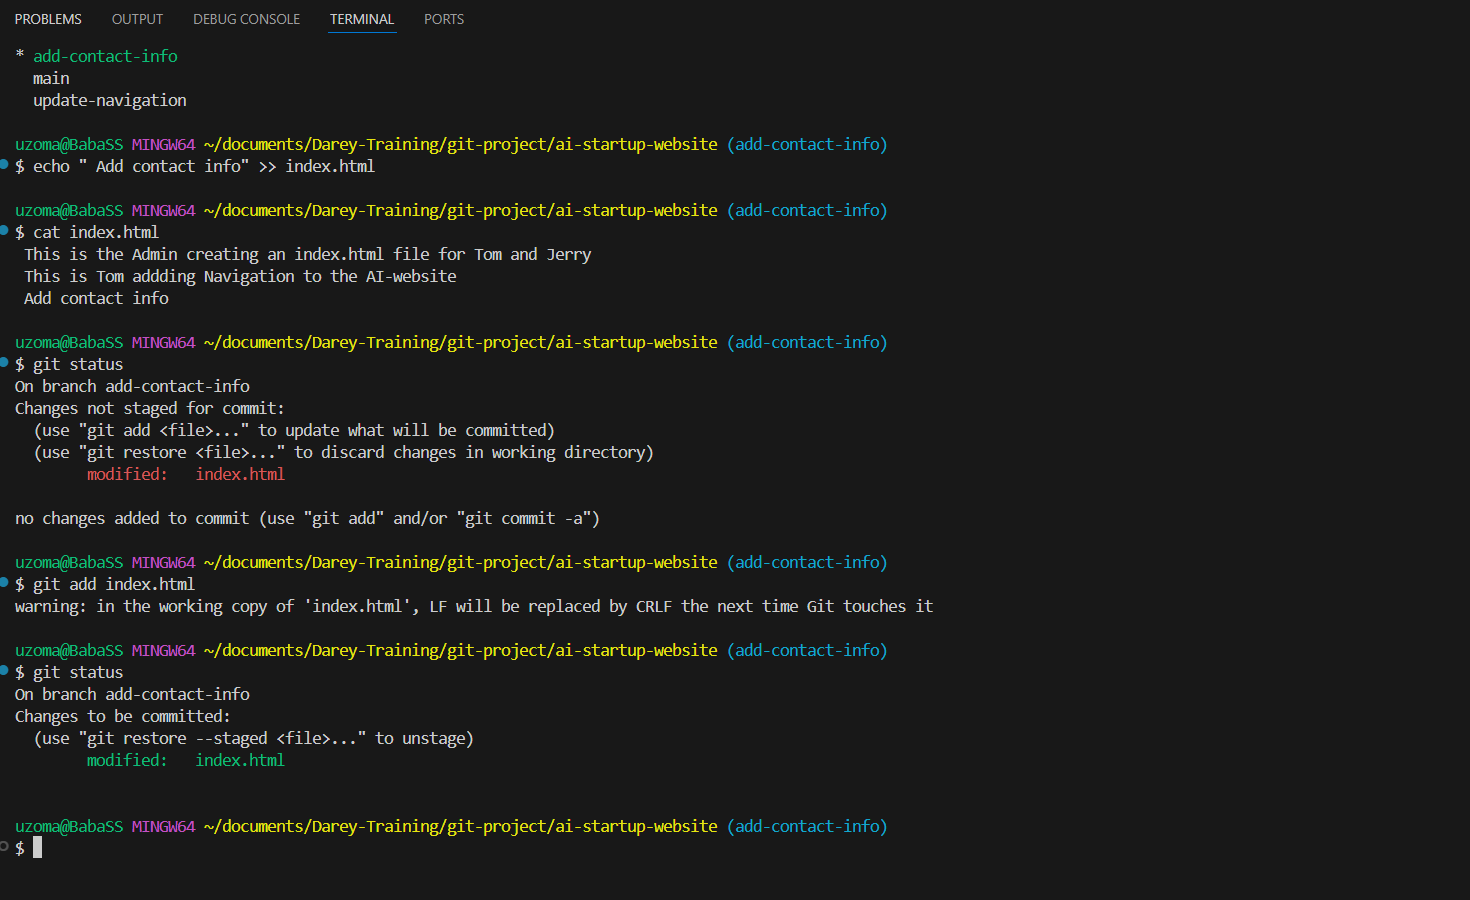 PROBLEMS OUTPUT DEBUG CONSOLE TERMINAL PORTS
* add-contact-info
  main
  update-navigation

uzoma@BabaSS MINGW64 ~/documents/Darey-Training/git-project/ai-startup-website (add-contact-info)
$ echo " Add contact info" >> index.html

uzoma@BabaSS MINGW64 ~/documents/Darey-Training/git-project/ai-startup-website (add-contact-info)
$ cat index.html
 This is the Admin creating an index.html file for Tom and Jerry
 This is Tom addding Navigation to the AI-website
 Add contact info

uzoma@BabaSS MINGW64 ~/documents/Darey-Training/git-project/ai-startup-website (add-contact-info)
$ git status
On branch add-contact-info
Changes not staged for commit:
  (use "git add <file>..." to update what will be committed)
  (use "git restore <file>..." to discard changes in working directory)
        modified:   index.html

no changes added to commit (use "git add" and/or "git commit -a")

uzoma@BabaSS MINGW64 ~/documents/Darey-Training/git-project/ai-startup-website (add-contact-info)
$ git add index.html
warning: in the working copy of 'index.html', LF will be replaced by CRLF the next time Git touches it

uzoma@BabaSS MINGW64 ~/documents/Darey-Training/git-project/ai-startup-website (add-contact-info)
$ git status
On branch add-contact-info
Changes to be committed:
  (use "git restore --staged <file>..." to unstage)
        modified:   index.html

uzoma@BabaSS MINGW64 ~/documents/Darey-Training/git-project/ai-startup-website (add-contact-info)
$